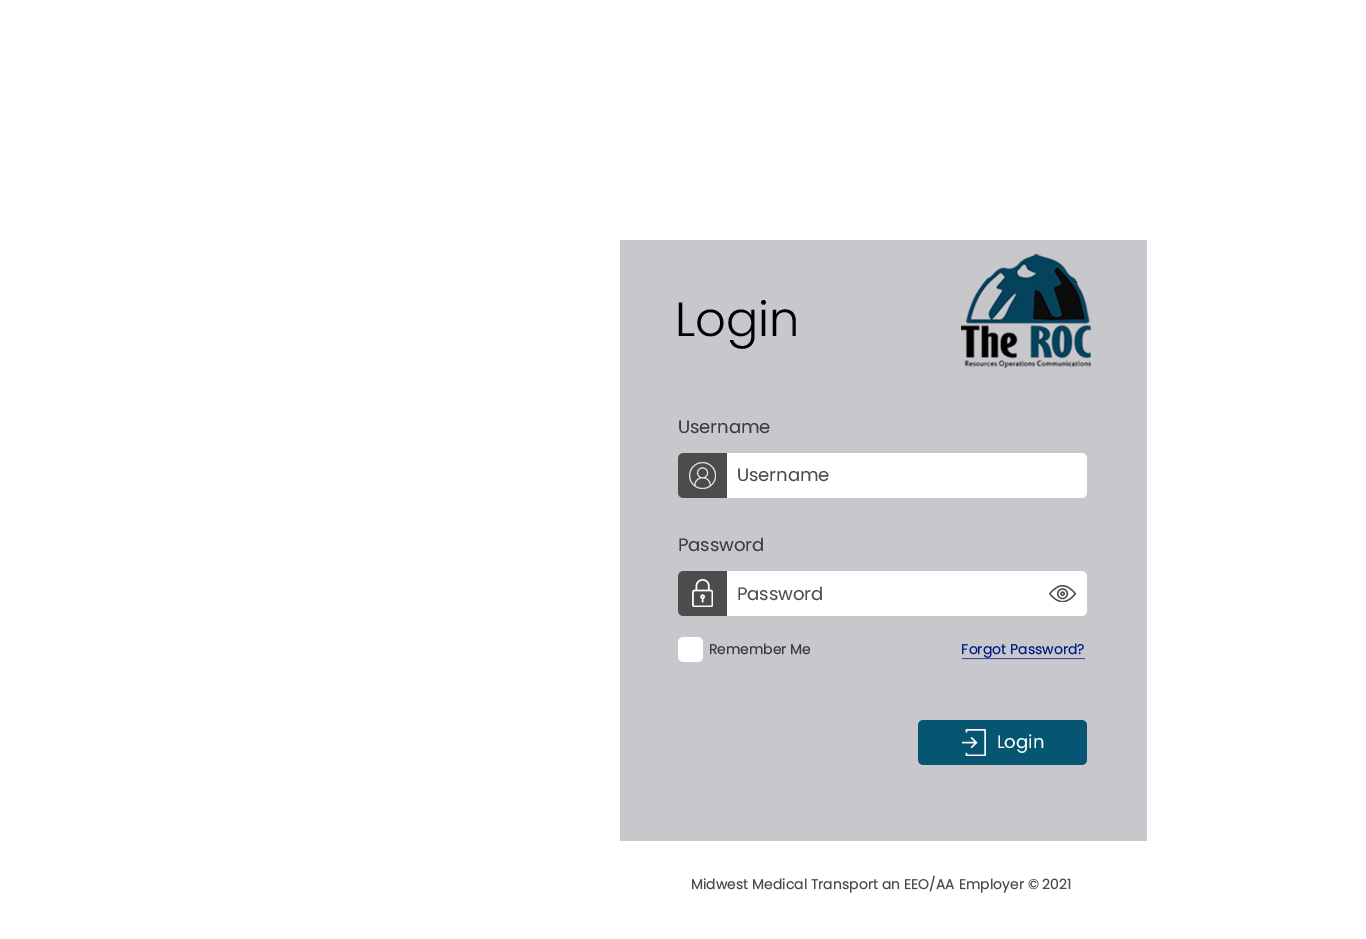 Login
The ROC
Resources Operations Communications
Username
Username
Password
Password
Remember Me
Forgot Password?
Login
Midwest Medical Transport an EEO/AA Employer © 2021